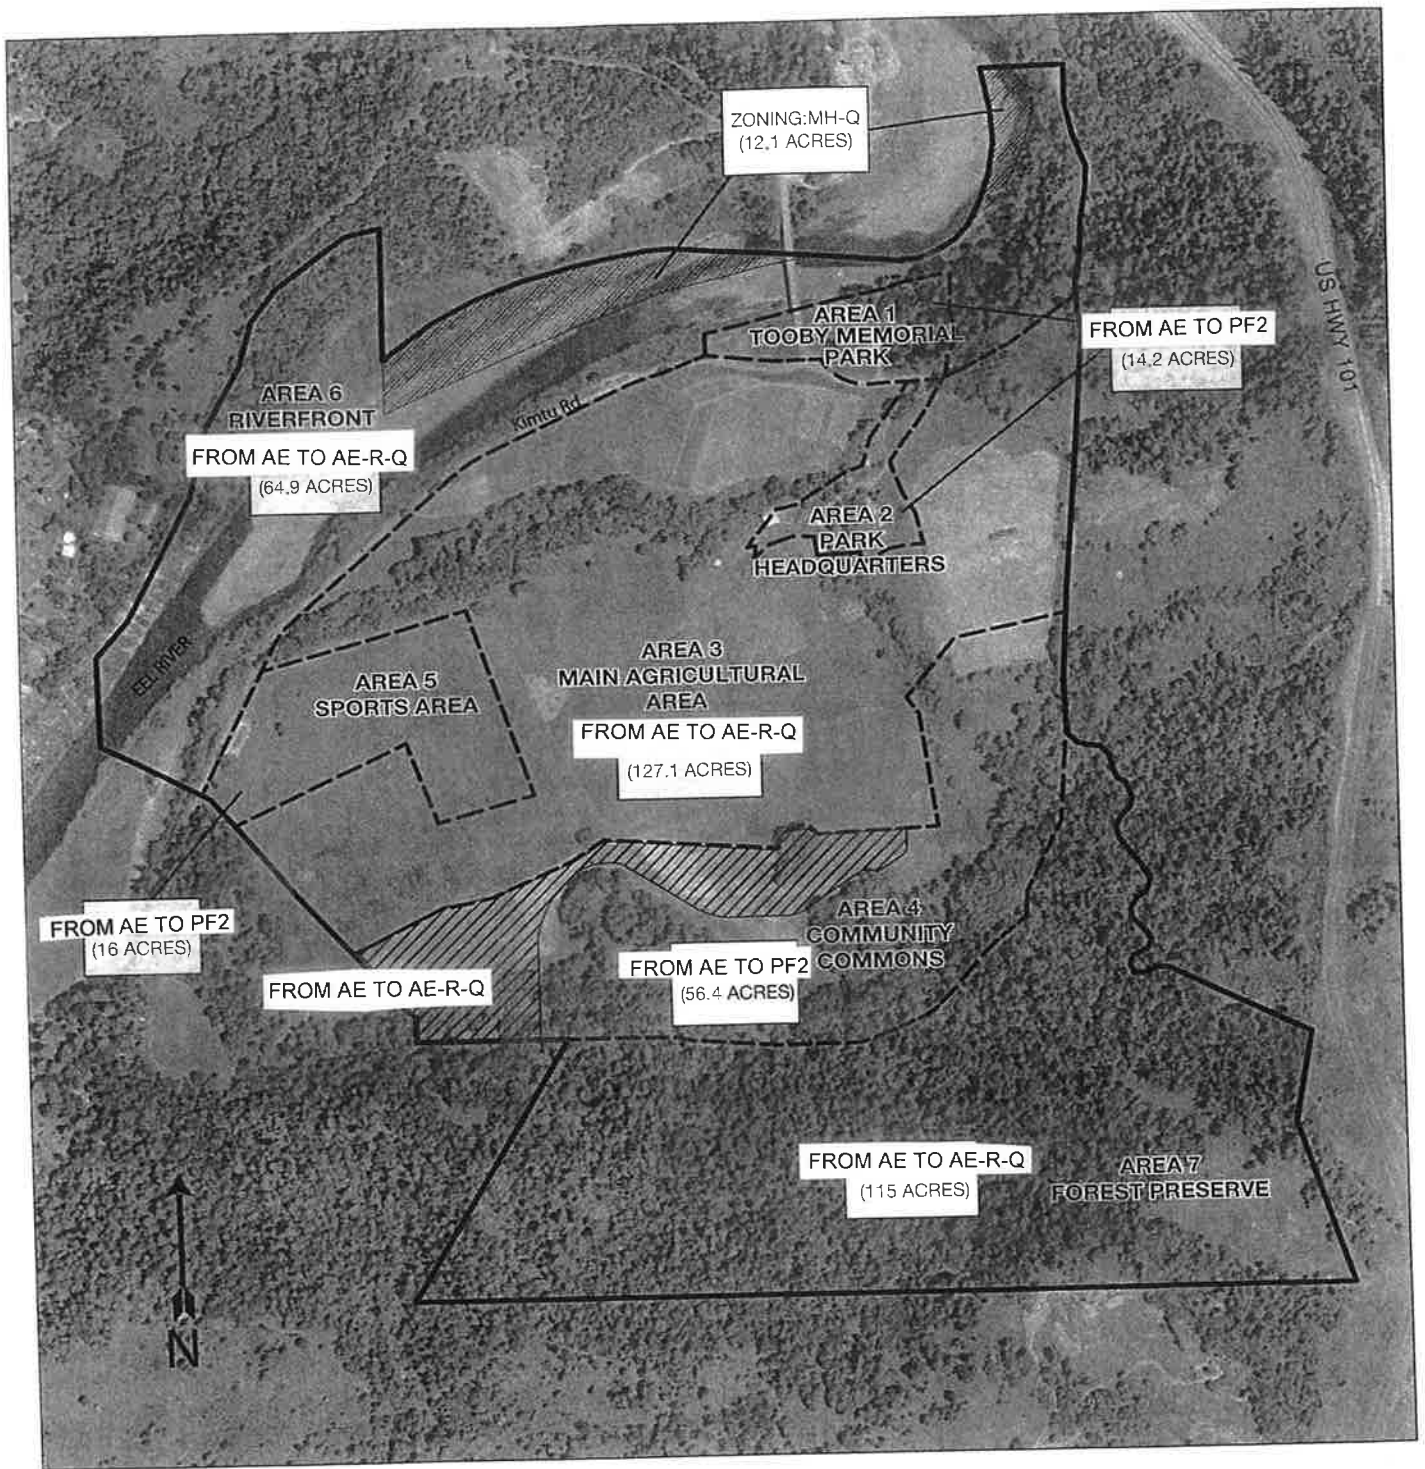 ZONING:MH-Q
(12.1 ACRES)
US HWY 101
AREA 1
TOOBY MEMORIAL
PARK
FROM AE TO PF2
(14.2 ACRES)
AREA 6
RIVERFRONT
FROM AE TO AE-R-Q
(64.9 ACRES)
Kimtu Rd
AREA 2
PARK
HEADQUARTERS
EEL RIVER
AREA 5
SPORTS AREA
AREA 3
MAIN AGRICULTURAL
AREA
FROM AE TO AE-R-Q
(127.1 ACRES)
FROM AE TO PF2
(16 ACRES)
AREA 4
COMMUNITY
COMMONS
FROM AE TO PF2
(56.4 ACRES)
FROM AE TO AE-R-Q
FROM AE TO AE-R-Q
(115 ACRES)
AREA 7
FOREST PRESERVE
N